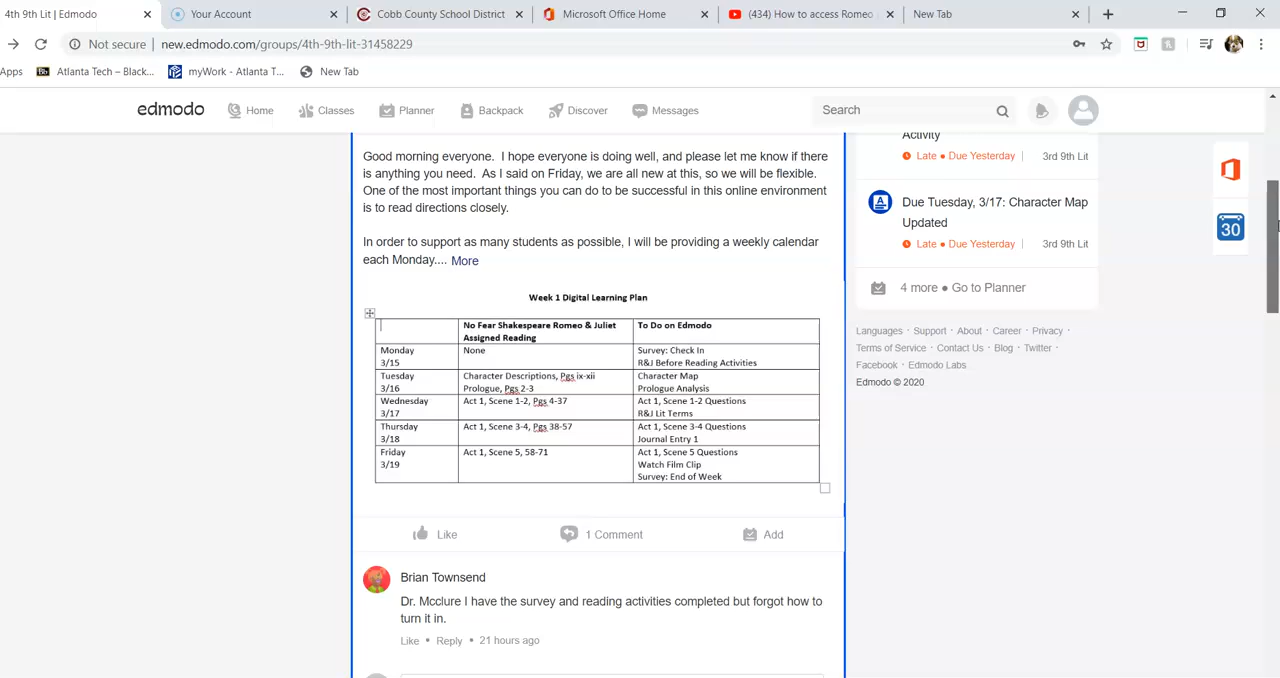 4th 9th Lit | Edmodo
Your Account
Cobb County School District
Microsoft Office Home
(434) How to access Romeo
New Tab
Not secure | new.edmodo.com/groups/4th-9th-lit-31458229
Apps
Atlanta Tech – Black...
myWork - Atlanta T...
New Tab
edmodo
Home
Classes
Planner
Backpack
Discover
Messages
Search
Good morning everyone. I hope everyone is doing well, and please let me know if there
is anything you need. As I said on Friday, we are all new at this, so we will be flexible.
One of the most important things you can do to be successful in this online environment
is to read directions closely.
In order to support as many students as possible, I will be providing a weekly calendar
each Monday.... More
Week 1 Digital Learning Plan
No Fear Shakespeare Romeo & Juliet
Assigned Reading
To Do on Edmodo
Monday
3/15
None
Survey: Check In
R&J Before Reading Activities
Tuesday
3/16
Character Descriptions, Pgs ix-xii
Prologue, Pgs 2-3
Character Map
Prologue Analysis
Wednesday
3/17
Act 1, Scene 1-2, Pgs 4-37
Act 1, Scene 1-2 Questions
R&J Lit Terms
Thursday
3/18
Act 1, Scene 3-4, Pgs 38-57
Act 1, Scene 3-4 Questions
Journal Entry 1
Friday
3/19
Act 1, Scene 5, 58-71
Act 1, Scene 5 Questions
Watch Film Clip
Survey: End of Week
Like
1 Comment
Add
Brian Townsend
Dr. Mcclure I have the survey and reading activities completed but forgot how to
turn it in.
Like • Reply • 21 hours ago
Activity
Late • Due Yesterday | 3rd 9th Lit
Due Tuesday, 3/17: Character Map
Updated
Late • Due Yesterday | 3rd 9th Lit
4 more • Go to Planner
Languages · Support · About · Career · Privacy ·
Terms of Service · Contact Us · Blog · Twitter ·
Facebook · Edmodo Labs
Edmodo © 2020
30